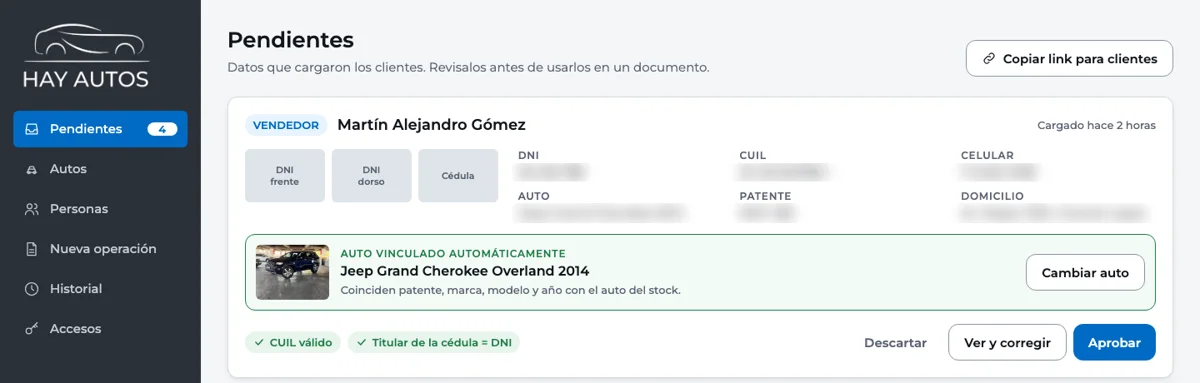 HAY AUTOS
Pendientes 4
Autos
Personas
Nueva operación
Historial
Accesos
Pendientes
Datos que cargaron los clientes. Revisalos antes de usarlos en un documento.
Copiar link para clientes
VENDEDOR Martín Alejandro Gómez
Cargado hace 2 horas
DNI frente
DNI dorso
Cédula
DNI
CUIL
CELULAR
AUTO
PATENTE
DOMICILIO
AUTO VINCULADO AUTOMÁTICAMENTE
Jeep Grand Cherokee Overland 2014
Coinciden patente, marca, modelo y año con el auto del stock.
Cambiar auto
CUIL válido
Titular de la cédula = DNI
Descartar
Ver y corregir
Aprobar